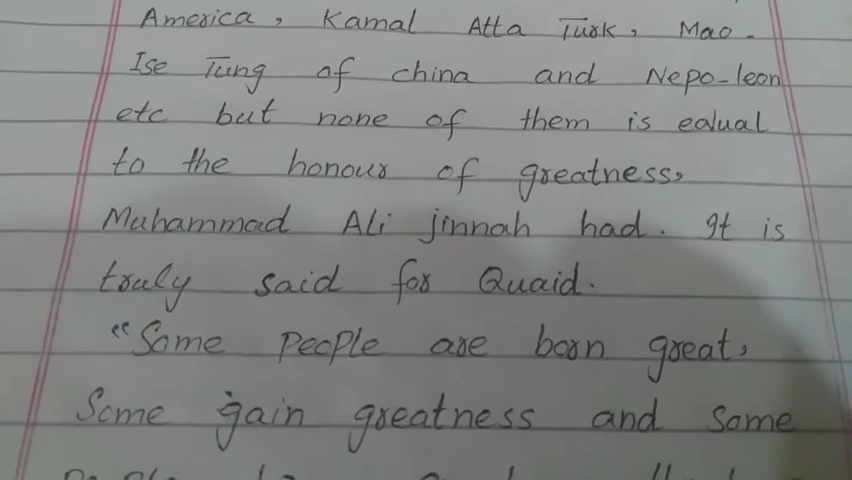 America, Kamal Atta Turk, Mao-
Ise Tung of china and Nepo-leon
etc but none of them is equal
to the honour of greatness,
Muhammad Ali jinnah had. It is
truly said for Quaid.
"Some People are born great,
Some gain greatness and some